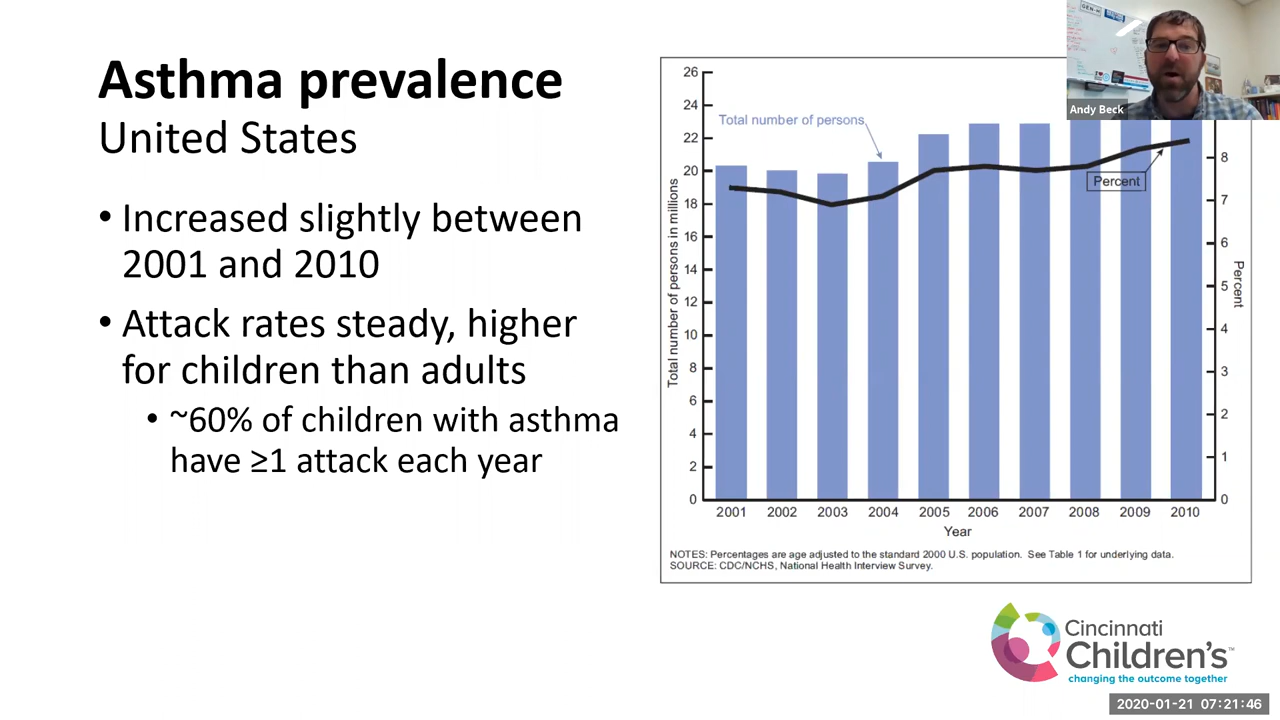 Asthma prevalence
United States
• Increased slightly between
2001 and 2010
• Attack rates steady, higher
for children than adults
• ~60% of children with asthma
have ≥1 attack each year
Andy Beck
26
24
22
20
18
16
14
12
10
8
6
4
2
0
Total number of persons in millions
Total number of persons
Percent
8
7
6
5
4
3
2
1
0
Percent
2001 2002 2003 2004 2005 2006 2007 2008 2009 2010
Year
NOTES: Percentages are age adjusted to the standard 2000 U.S. population. See Table 1 for underlying data.
SOURCE: CDC/NCHS, National Health Interview Survey.
Cincinnati
Children's™
changing the outcome together
2020-01-21 07:21:46